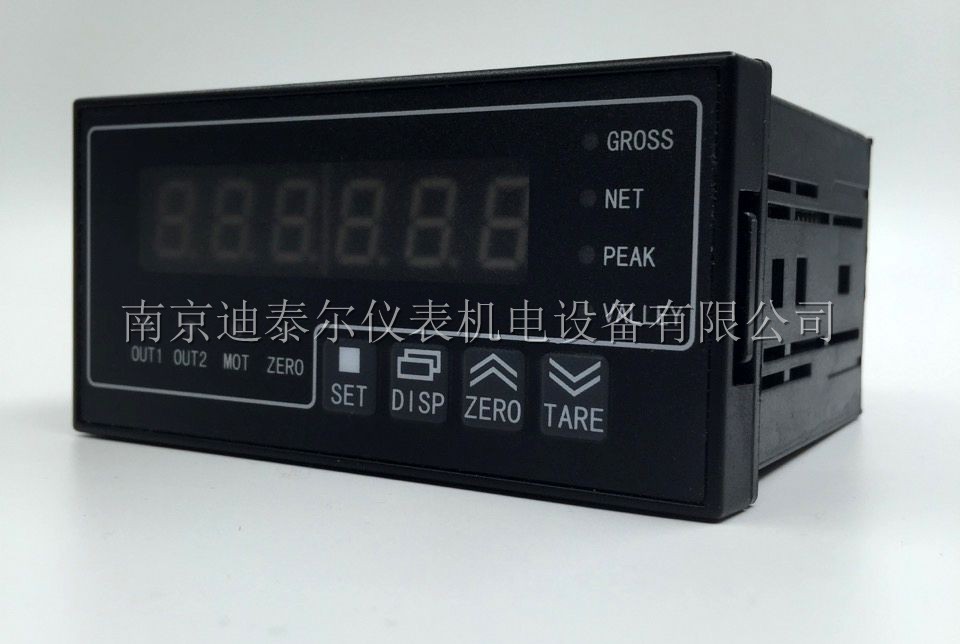 GROSS
NET
PEAK
南京迪泰尔仪表机电设备有限公司
OUT1 OUT2 MOT ZERO
SET DISP ZERO TARE